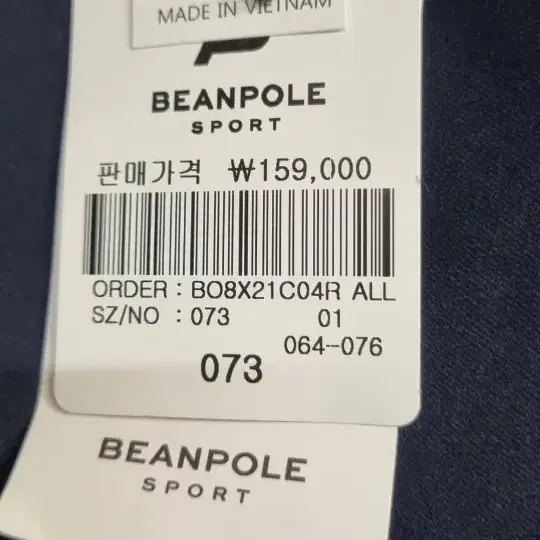 MADE IN VIETNAM
BEANPOLE
SPORT
판매가격 ₩159,000
ORDER : BO8X21C04R ALL
SZ/NO : 073 01
064-076
073
BEANPOLE
SPORT